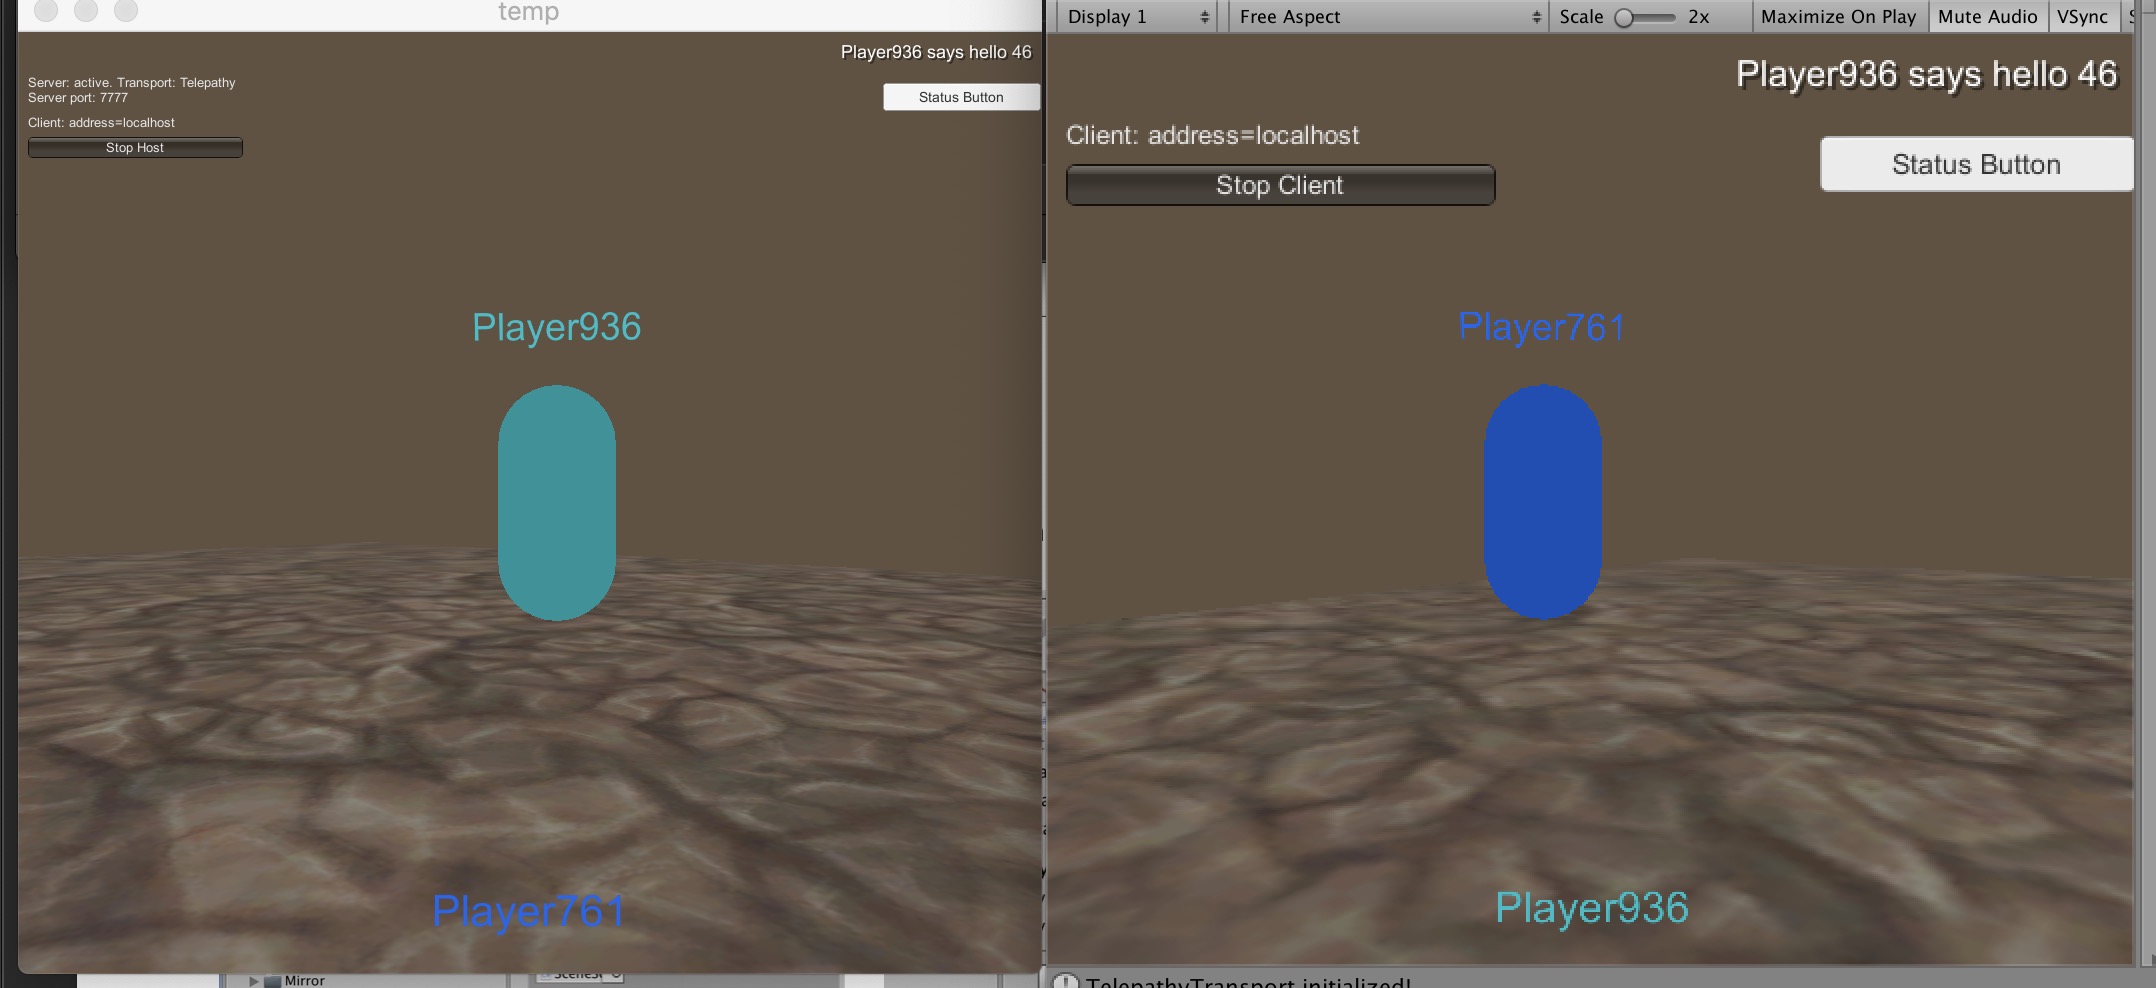 temp
Player936 says hello 46
Server: active. Transport: Telepathy
Server port: 7777
Status Button
Client: address=localhost
Stop Host
Player936
Player761
Mirror
Display 1 Free Aspect Scale 2x Maximize On Play Mute Audio VSync
Player936 says hello 46
Client: address=localhost
Status Button
Stop Client
Player761
Player936
TelepathyTransport initialized!